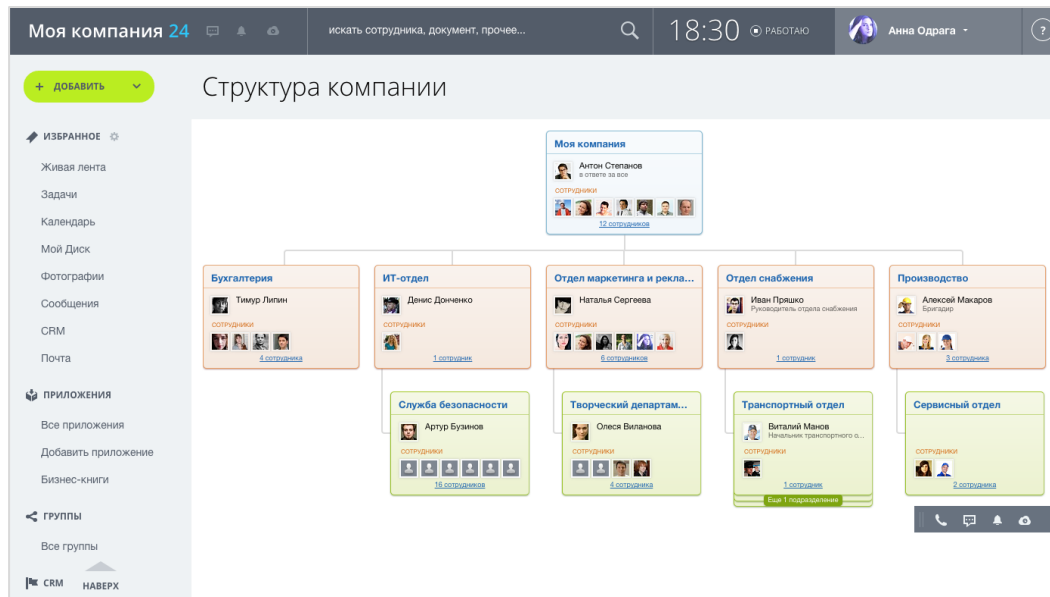 Моя компания 24
искать сотрудника, документ, прочее...
18:30 РАБОТАЮ
Анна Одрага
?
+ ДОБАВИТЬ
Структура компании
ИЗБРАННОЕ
Живая лента
Задачи
Календарь
Мой Диск
Фотографии
Сообщения
CRM
Почта
ПРИЛОЖЕНИЯ
Все приложения
Добавить приложение
Бизнес-книги
ГРУППЫ
Все группы
CRM
НАВЕРХ
Моя компания
Антон Степанов
в ответе за все
СОТРУДНИКИ
12 сотрудников
Бухгалтерия
Тимур Липин
СОТРУДНИКИ
4 сотрудника
ИТ-отдел
Денис Донченко
СОТРУДНИКИ
1 сотрудник
Отдел маркетинга и рекла...
Наталья Сергеева
СОТРУДНИКИ
6 сотрудников
Отдел снабжения
Иван Пряшко
Руководитель отдела снабжения
СОТРУДНИКИ
1 сотрудник
Производство
Алексей Макаров
Бригадир
СОТРУДНИКИ
3 сотрудника
Служба безопасности
Артур Бузинов
СОТРУДНИКИ
16 сотрудников
Творческий департам...
Олеся Виланова
СОТРУДНИКИ
4 сотрудника
Транспортный отдел
Виталий Манов
Начальник транспортного о...
СОТРУДНИКИ
1 сотрудник
Еще 1 подразделение
Сервисный отдел
СОТРУДНИКИ
2 сотрудника